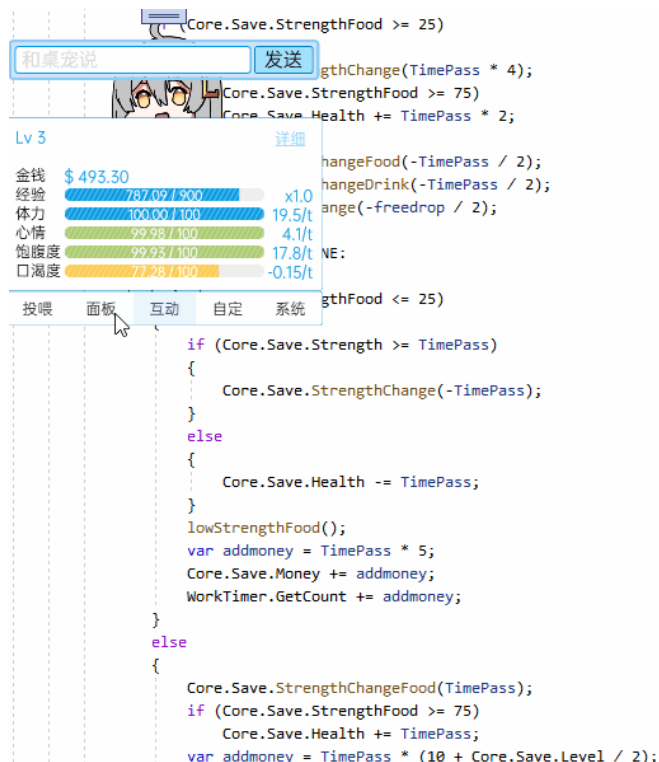 (Core.Save.StrengthFood >= 25)
和桌宠说 发送
gthChange(TimePass * 4);
Core.Save.StrengthFood >= 75)
Core.Save.Health += TimePass * 2;
Lv 3 详细
hangeFood(-TimePass / 2);
金钱 $ 493.30
hangeDrink(-TimePass / 2);
经验 787.09 / 900 x1.0
ange(-freedrop / 2);
体力 100.00 / 100 19.5/t
心情 99.98 / 100 4.1/t
饱腹度 99.93 / 100 17.8/t
NE:
口渴度 77.28 / 100 -0.15/t
gthFood <= 25)
投喂 面板 互动 自定 系统
{
if (Core.Save.Strength >= TimePass)
{
Core.Save.StrengthChange(-TimePass);
}
else
{
Core.Save.Health -= TimePass;
}
lowStrengthFood();
var addmoney = TimePass * 5;
Core.Save.Money += addmoney;
WorkTimer.GetCount += addmoney;
}
else
{
Core.Save.StrengthChangeFood(TimePass);
if (Core.Save.StrengthFood >= 75)
Core.Save.Health += TimePass;
var addmoney = TimePass * (10 + Core.Save.Level / 2);